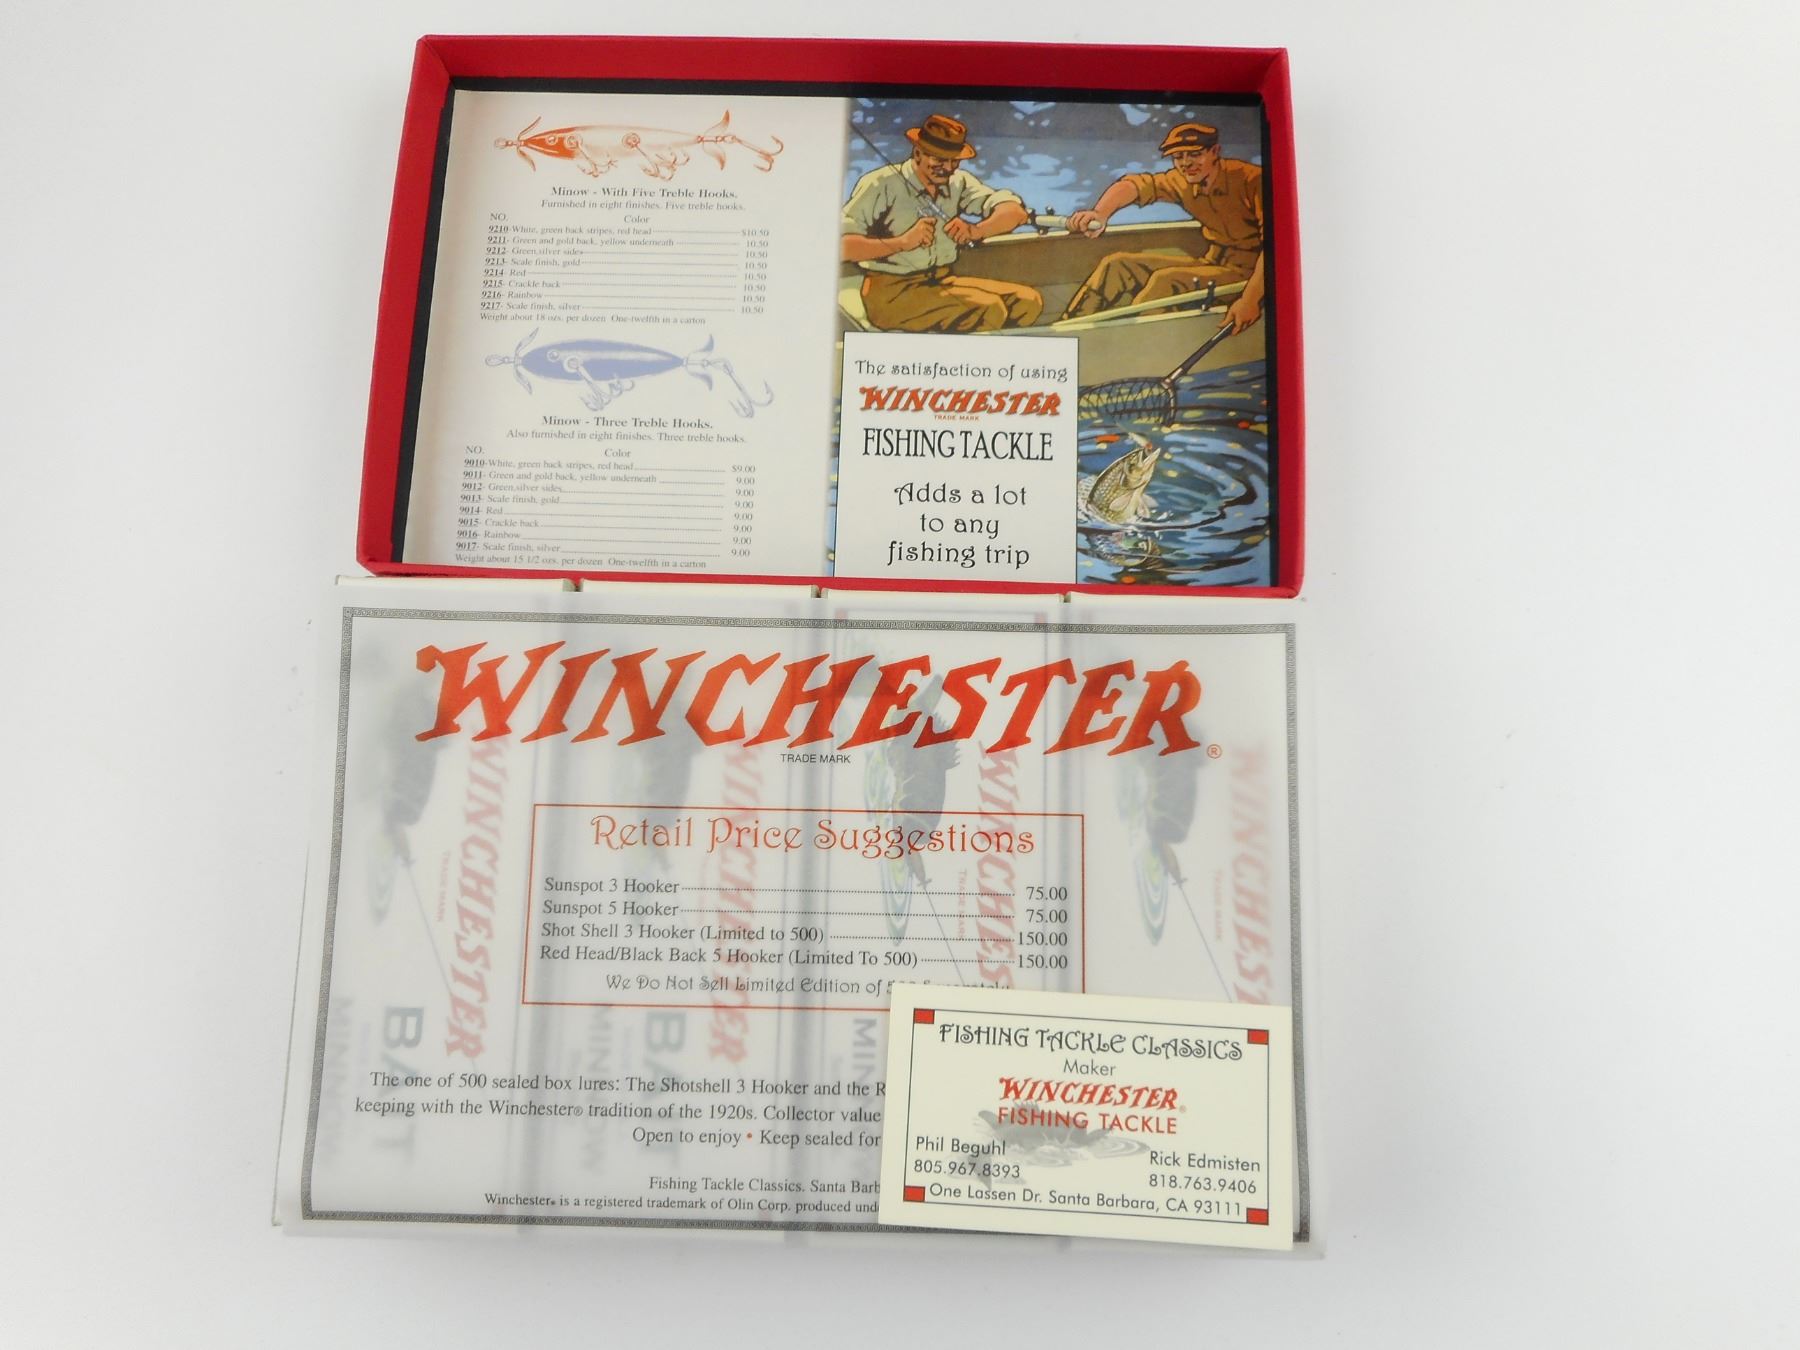 Minow - With Five Treble Hooks.
Furnished in eight finishes. Five treble hooks.
NO. Color
9210-White, green back stripes, red head $10.50
9211- Green and gold back, yellow underneath 10.50
9212- Green,silver sides 10.50
9213- Scale finish, gold 10.50
9214- Red 10.50
9215- Crackle back 10.50
9216- Rainbow 10.50
9217- Scale finish, silver 10.50
Weight about 18 ozs. per dozen One-twelfth in a carton
Minow - Three Treble Hooks.
Also furnished in eight finishes. Three treble hooks.
NO. Color
9010-White, green back stripes, red head $9.00
9011- Green and gold back, yellow underneath 9.00
9012- Green,silver sides 9.00
9013- Scale finish, gold 9.00
9014- Red 9.00
9015- Crackle back 9.00
9016- Rainbow 9.00
9017- Scale finish, silver 9.00
Weight about 15 1/2 ozs. per dozen One-twelfth in a carton
The satisfaction of using
WINCHESTER
TRADE MARK
FISHING TACKLE
Adds a lot
to any
fishing trip
WINCHESTER®
TRADE MARK
Retail Price Suggestions
Sunspot 3 Hooker 75.00
Sunspot 5 Hooker 75.00
Shot Shell 3 Hooker (Limited to 500) 150.00
Red Head/Black Back 5 Hooker (Limited To 500) 150.00
We Do Not Sell Limited Edition of
The one of 500 sealed box lures: The Shotshell 3 Hooker and the R
keeping with the Winchester® tradition of the 1920s. Collector value
Open to enjoy • Keep sealed for
Fishing Tackle Classics. Santa Barb
Winchester® is a registered trademark of Olin Corp. produced und
WINCHESTER
TRADE MARK
BAIT
MINNOW
WINCHESTER
BAIT
MINNOW
WINCHESTER
TRADE MARK
WINCHEST
TRADE MARK
FISHING TACKLE CLASSICS
Maker
WINCHESTER®
FISHING TACKLE
Phil Beguhl
805.967.8393
Rick Edmisten
818.763.9406
One Lassen Dr. Santa Barbara, CA 93111